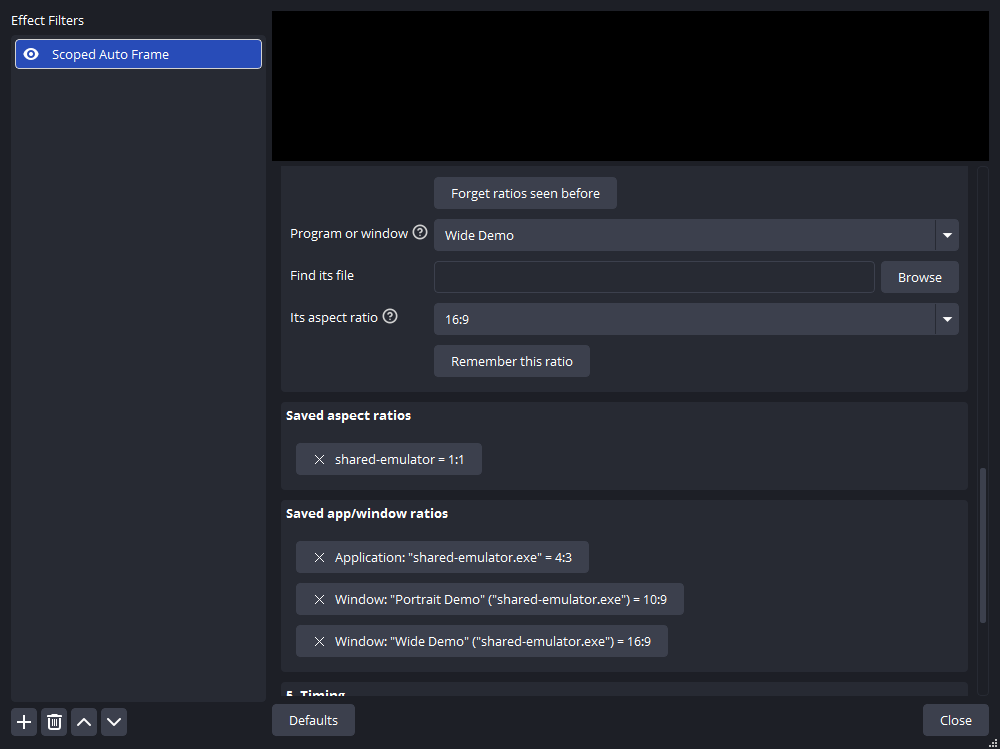 Effect Filters
Scoped Auto Frame
Forget ratios seen before
Program or window
Wide Demo
Find its file
Browse
Its aspect ratio
16:9
Remember this ratio
Saved aspect ratios
shared-emulator = 1:1
Saved app/window ratios
Application: "shared-emulator.exe" = 4:3
Window: "Portrait Demo" ("shared-emulator.exe") = 10:9
Window: "Wide Demo" ("shared-emulator.exe") = 16:9
5. Timing
Defaults
Close